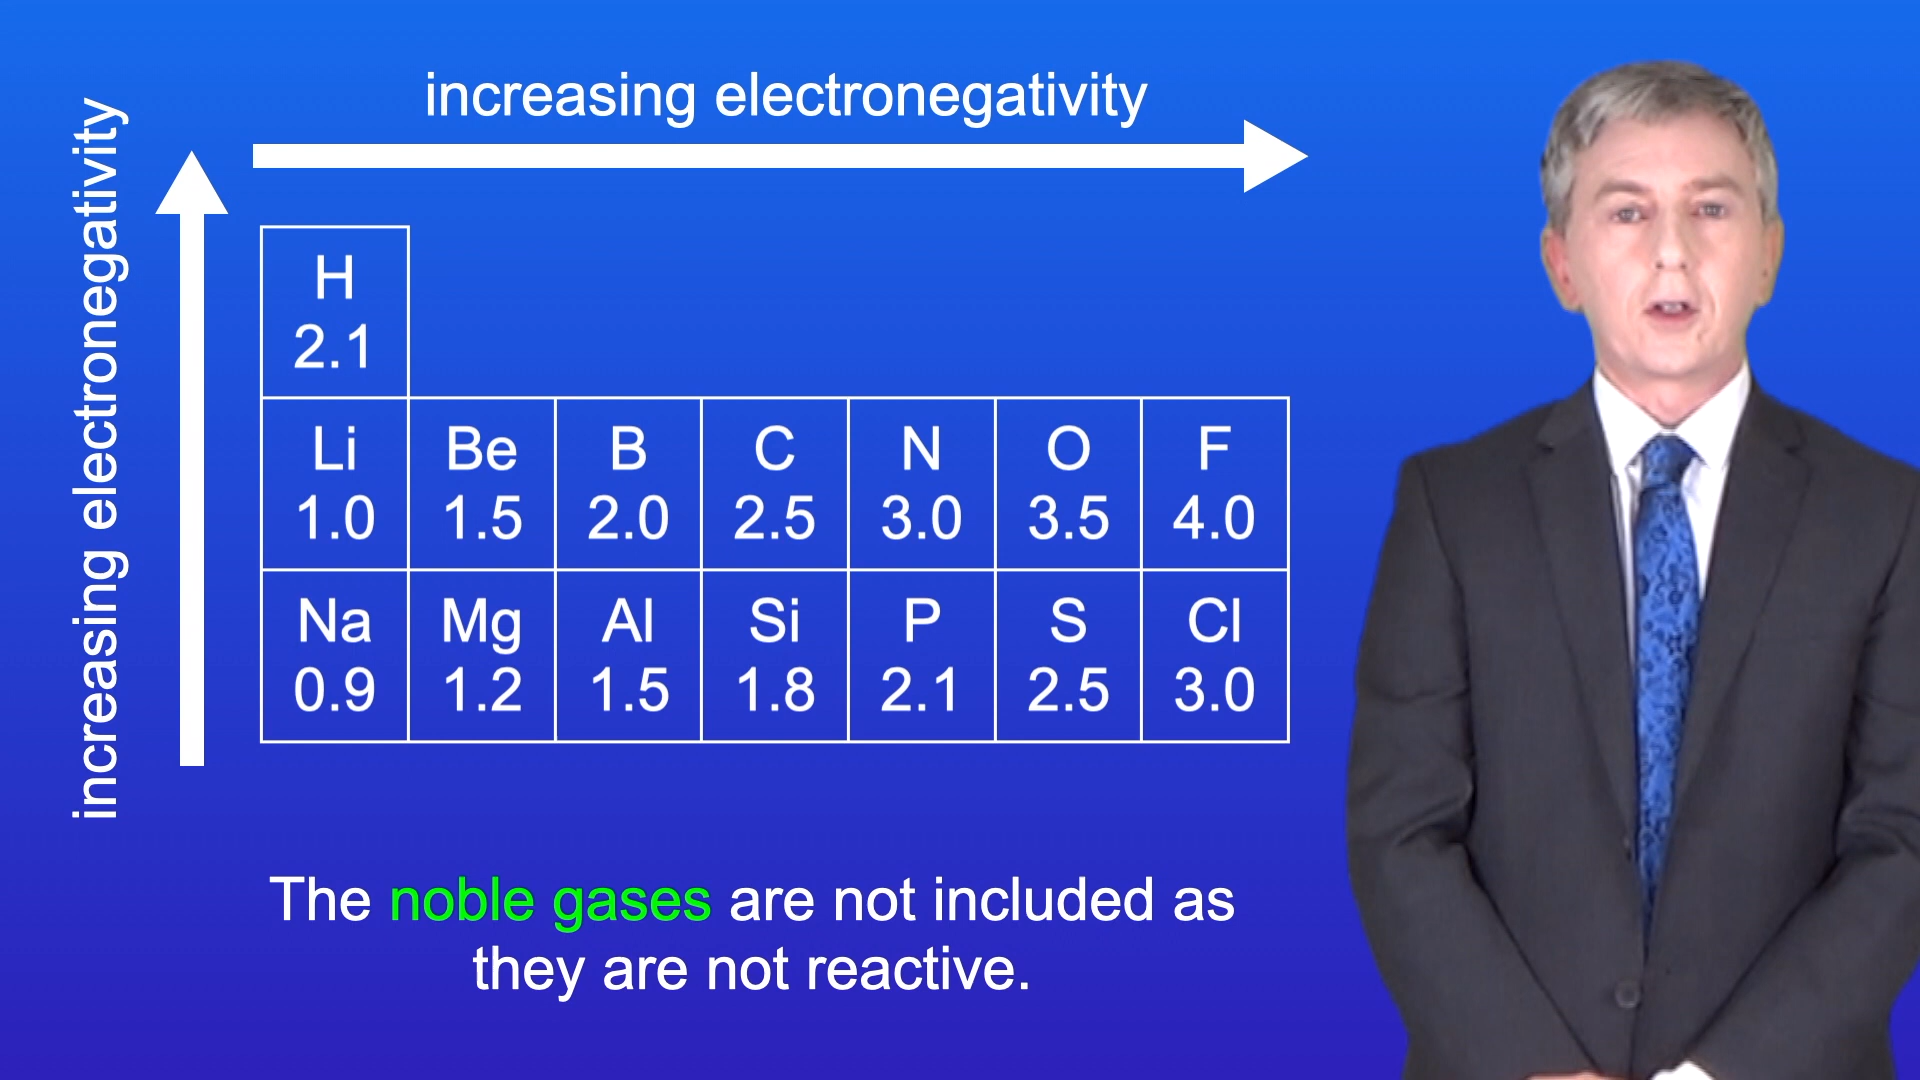 increasing electronegativity
increasing electronegativity
H
2.1
Li Be B C N O F
1.0 1.5 2.0 2.5 3.0 3.5 4.0
Na Mg Al Si P S Cl
0.9 1.2 1.5 1.8 2.1 2.5 3.0
The noble gases are not included as
they are not reactive.